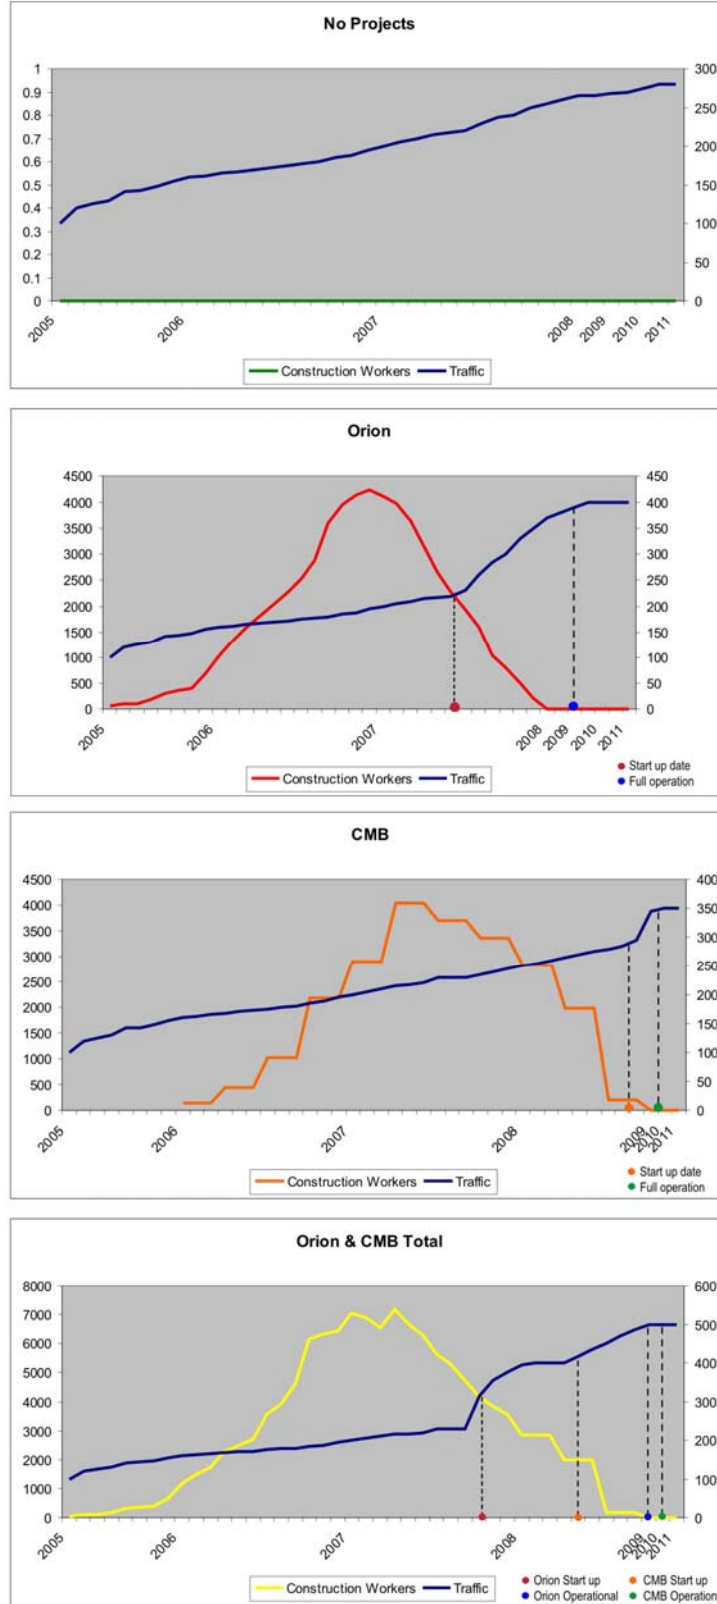 No Projects
1 300
0.9
0.8 250
0.7
0.6 200
0.5 150
0.4
0.3 100
0.2 50
0.1
0 0
2005 2006 2007 2008 2009 2010 2011
Construction Workers Traffic
Orion
4500 450
4000 400
3500 350
3000 300
2500 250
2000 200
1500 150
1000 100
500 50
0 0
2005 2006 2007 2008 2009 2010 2011
Start up date
Construction Workers Traffic
Full operation
CMB
4500 400
4000 350
3500 300
3000 250
2500 200
2000 150
1500 100
1000 50
500
0 0
2005 2006 2007 2008 2009 2010 2011
Start up date
Construction Workers Traffic
Full operation
Orion & CMB Total
8000 600
7000 500
6000 400
5000 300
4000 200
3000 100
2000
1000
0 0
2005 2006 2007 2008 2009 2010 2011
Construction Workers Traffic
Orion Start up CMB Start up
Orion Operational CMB Operation